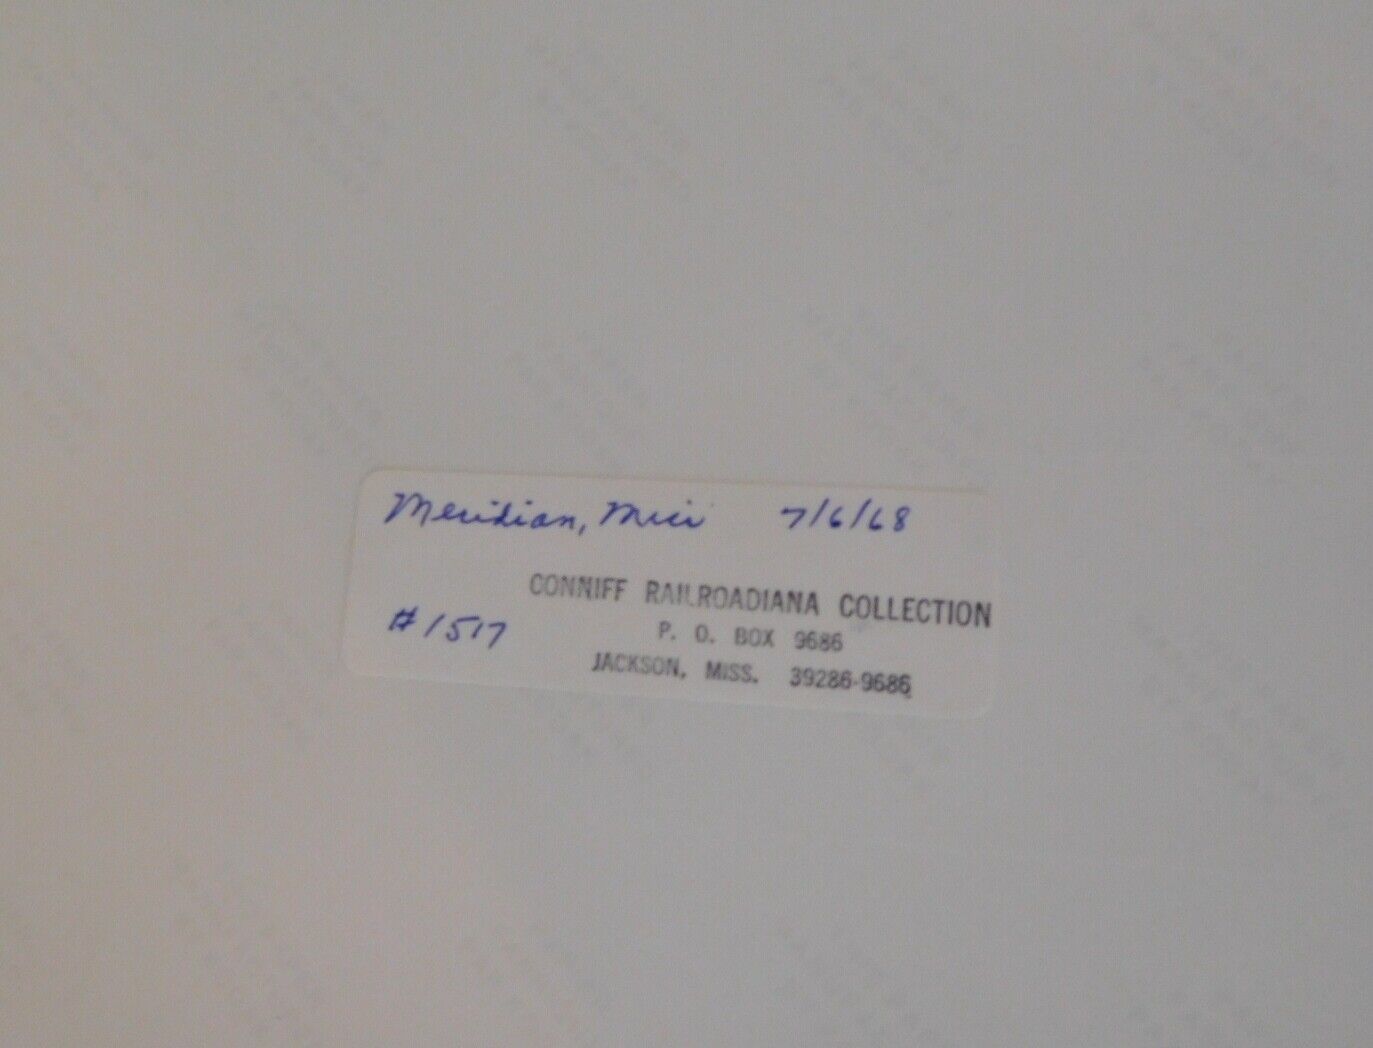 Meridian, Miss 7/6/68
CONNIFF RAILROADIANA COLLECTION
#1517
P. O. BOX 9686
JACKSON, MISS. 39286-9686